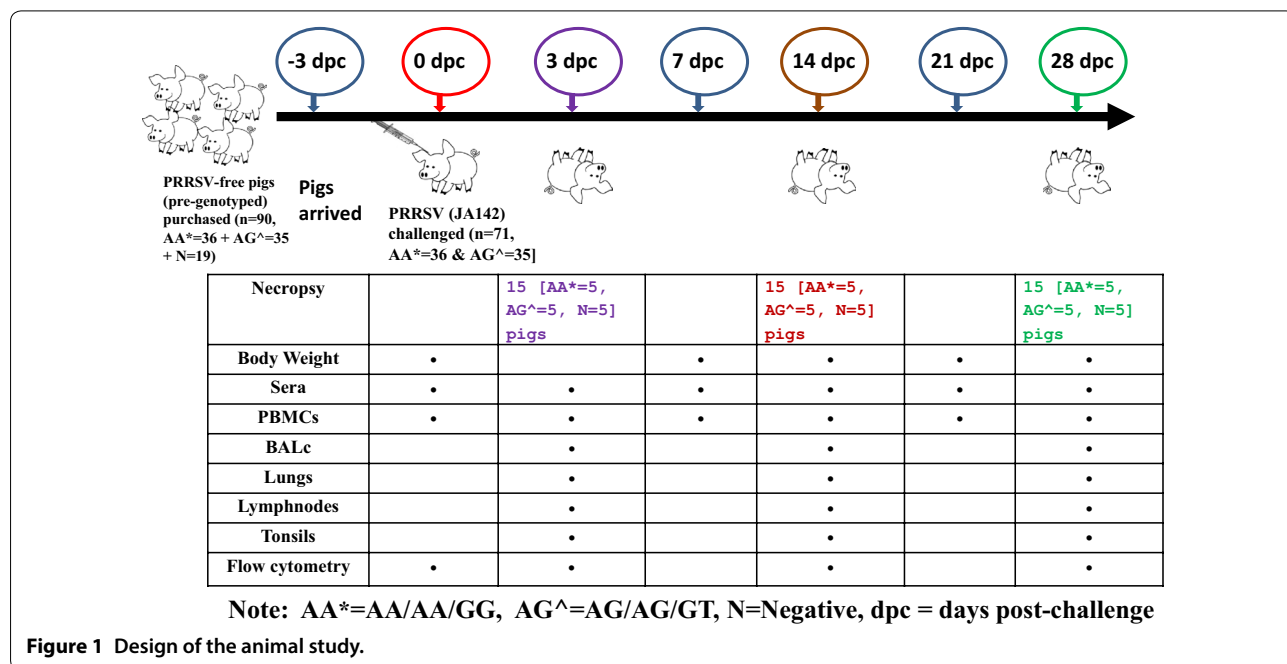 -3 dpc 0 dpc 3 dpc 7 dpc 14 dpc 21 dpc 28 dpc
PRRSV-free pigs
(pre-genotyped)
purchased (n=90,
AA*=36 + AG^=35
+ N=19)
Pigs
arrived
PRRSV (JA142)
challenged (n=71,
AA*=36 & AG^=35]
Necropsy
15 [AA*=5,
AG^=5, N=5]
pigs
15 [AA*=5,
AG^=5, N=5]
pigs
15 [AA*=5,
AG^=5, N=5]
pigs
Body Weight • • • • •
Sera • • • • • •
PBMCs • • • • • •
BALc • • •
Lungs • • •
Lymphnodes • • •
Tonsils • • •
Flow cytometry • • • •
Note: AA*=AA/AA/GG, AG^=AG/AG/GT, N=Negative, dpc = days post-challenge
Figure 1 Design of the animal study.